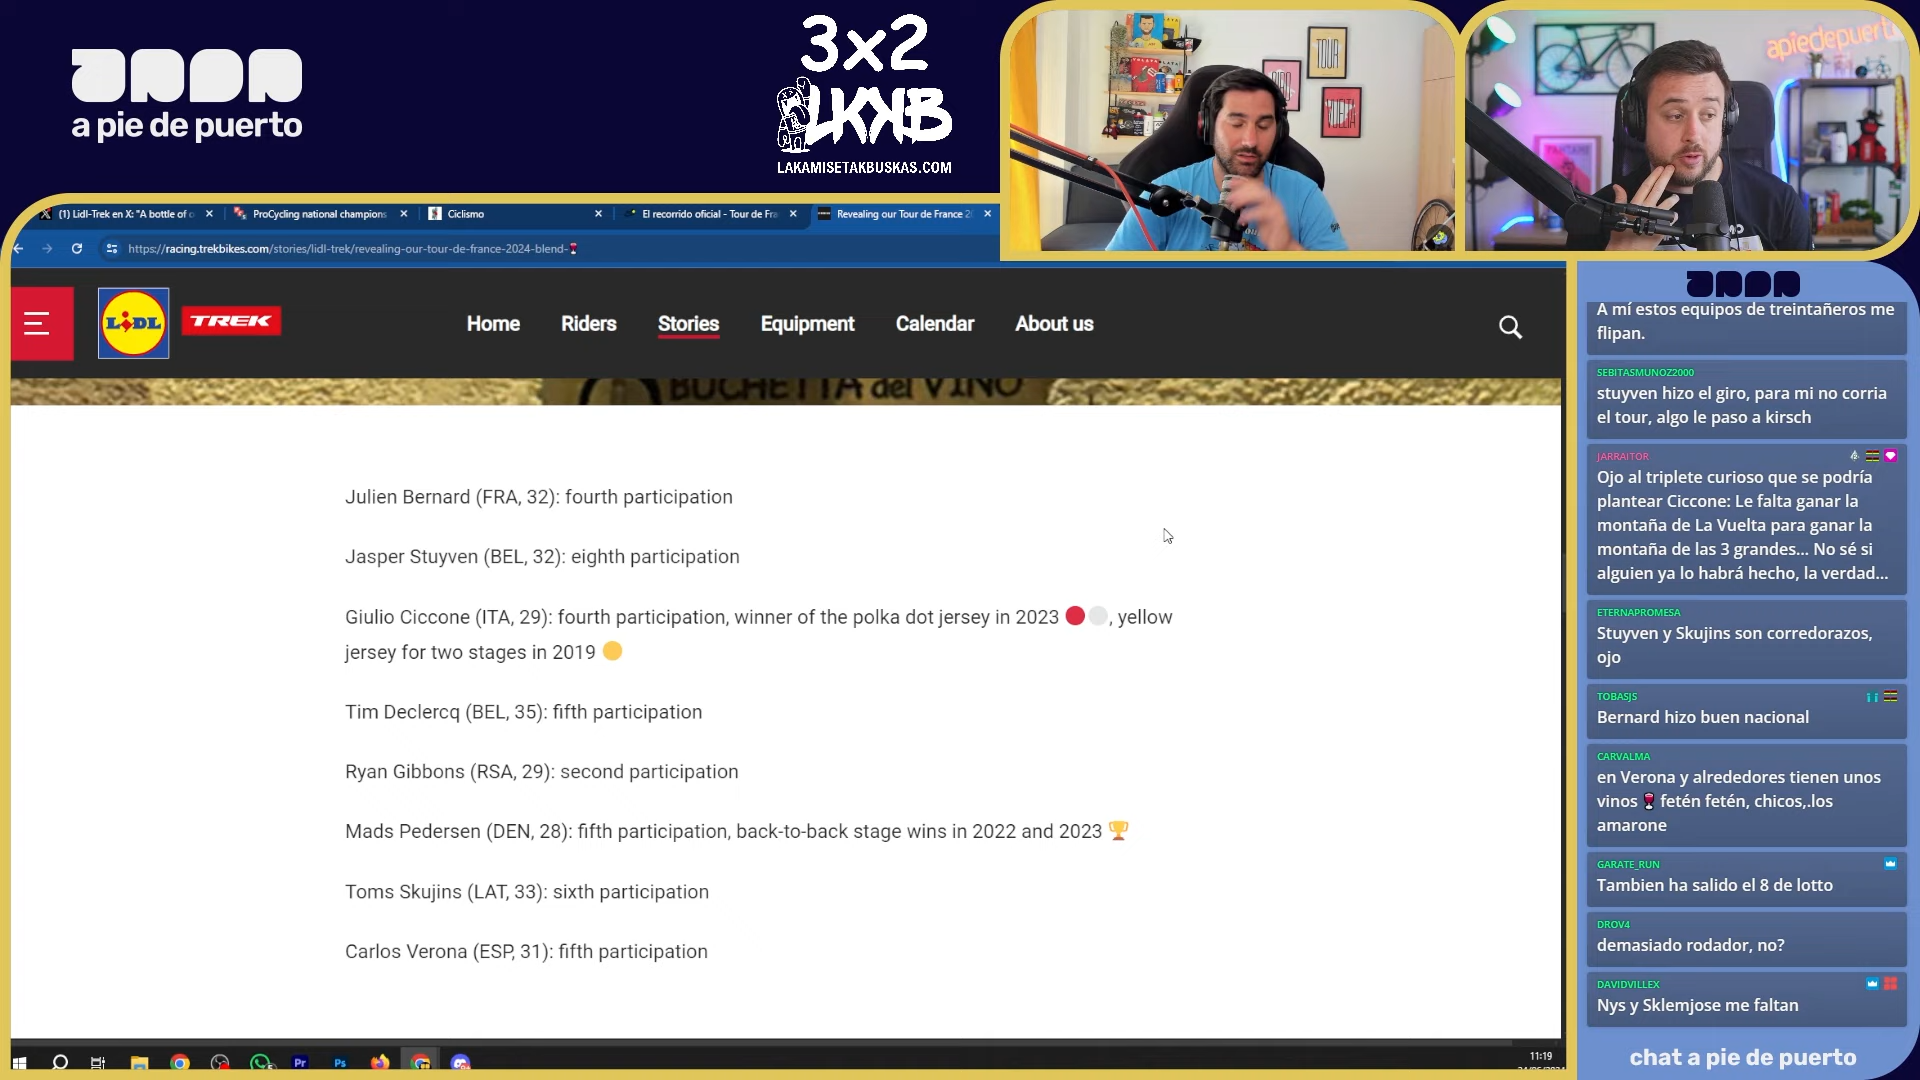 a pie de puerto
3x2
LKKB
LAKAMISETAKBUSKAS.COM
TOUR
GIRO
VUELTA
apiedepuerto
(1) Lidl-Trek en X: "A bottle of o
ProCycling national champions
Ciclismo
El recorrido oficial - Tour de Fra
Revealing our Tour de France 2
https://racing.trekbikes.com/stories/lidl-trek/revealing-our-tour-de-france-2024-blend-🍷
LIDL
TREK
Home
Riders
Stories
Equipment
Calendar
About us
BUCHETTA del VINO
Julien Bernard (FRA, 32): fourth participation
Jasper Stuyven (BEL, 32): eighth participation
Giulio Ciccone (ITA, 29): fourth participation, winner of the polka dot jersey in 2023 🔴⚪, yellow
jersey for two stages in 2019 🟡
Tim Declercq (BEL, 35): fifth participation
Ryan Gibbons (RSA, 29): second participation
Mads Pedersen (DEN, 28): fifth participation, back-to-back stage wins in 2022 and 2023 🏆
Toms Skujins (LAT, 33): sixth participation
Carlos Verona (ESP, 31): fifth participation
Pr
Ps
11:19
A mí estos equipos de treintañeros me
flipan.
SEBITASMUNOZ2000
stuyven hizo el giro, para mi no corria
el tour, algo le paso a kirsch
JARRAITOR
Ojo al triplete curioso que se podría
plantear Ciccone: Le falta ganar la
montaña de La Vuelta para ganar la
montaña de las 3 grandes... No sé si
alguien ya lo habrá hecho, la verdad...
ETERNAPROMESA
Stuyven y Skujins son corredorazos,
ojo
TOBASJS
Bernard hizo buen nacional
CARVALMA
en Verona y alrededores tienen unos
vinos 🍷 fetén fetén, chicos,.los
amarone
GARATE_RUN
Tambien ha salido el 8 de lotto
DROV4
demasiado rodador, no?
DAVIDVILLEX
Nys y Sklemjose me faltan
chat a pie de puerto